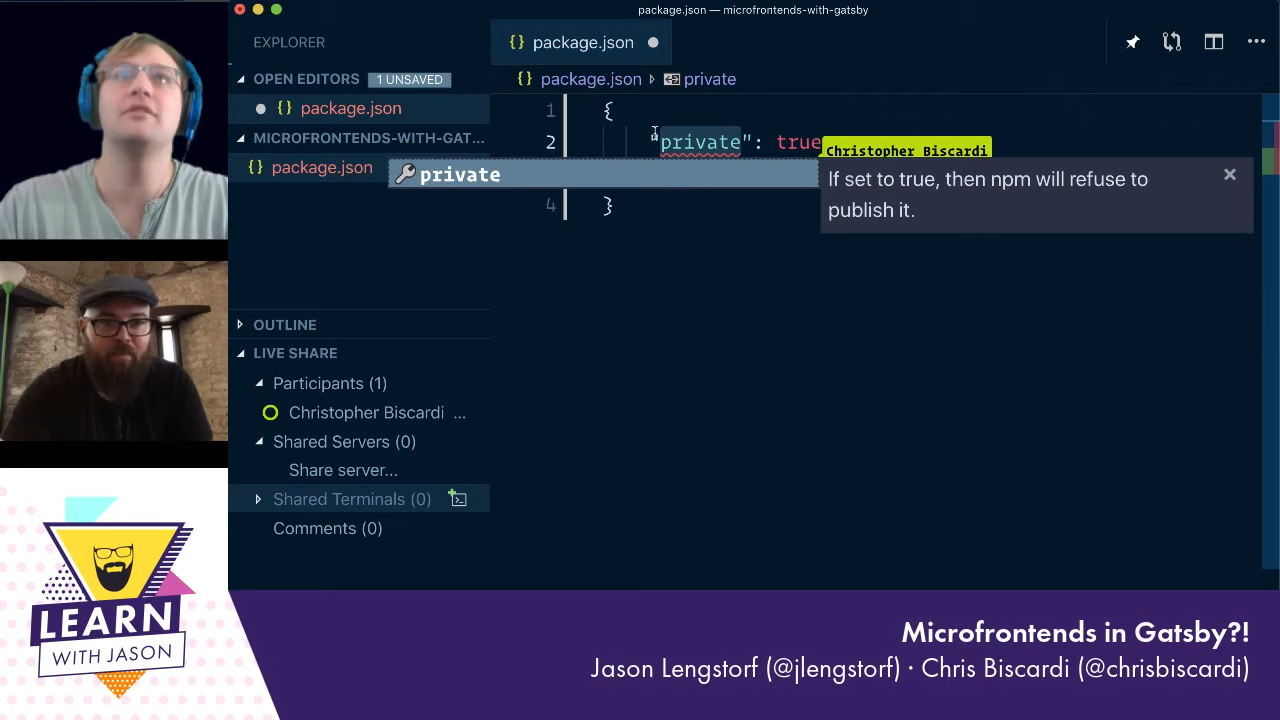 package.json — microfrontends-with-gatsby
EXPLORER
OPEN EDITORS 1 UNSAVED
{} package.json
MICROFRONTENDS-WITH-GAT...
{} package.json
OUTLINE
LIVE SHARE
Participants (1)
Christopher Biscardi ...
Shared Servers (0)
Share server...
Shared Terminals (0)
Comments (0)
{} package.json
{} package.json private
1 {
2 "private": true
Christopher Biscardi
private
If set to true, then npm will refuse to
publish it.
4 }
LEARN
WITH JASON
Microfrontends in Gatsby?!
Jason Lengstorf (@jlengstorf) · Chris Biscardi (@chrisbiscardi)